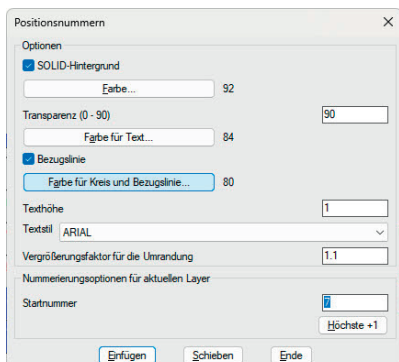 Positionsnummern
Optionen
SOLID-Hintergrund
Farbe... 92
Transparenz (0 - 90) 90
Farbe für Text... 84
Bezugslinie
Farbe für Kreis und Bezugslinie... 80
Texthöhe 1
Textstil ARIAL
Vergrößerungsfaktor für die Umrandung 1.1
Nummerierungsoptionen für aktuellen Layer
Startnummer 7
Höchste +1
Einfügen Schieben Ende